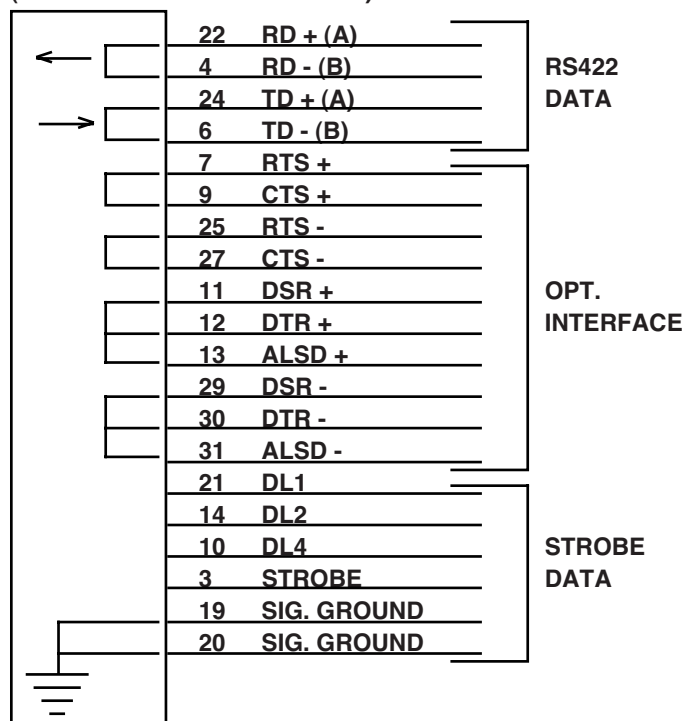 22 RD + (A)
4 RD - (B)
24 TD + (A)
6 TD - (B)
RS422
DATA
7 RTS +
9 CTS +
25 RTS -
27 CTS -
11 DSR +
12 DTR +
13 ALSD +
29 DSR -
30 DTR -
31 ALSD -
OPT.
INTERFACE
21 DL1
14 DL2
10 DL4
3 STROBE
19 SIG. GROUND
20 SIG. GROUND
STROBE
DATA